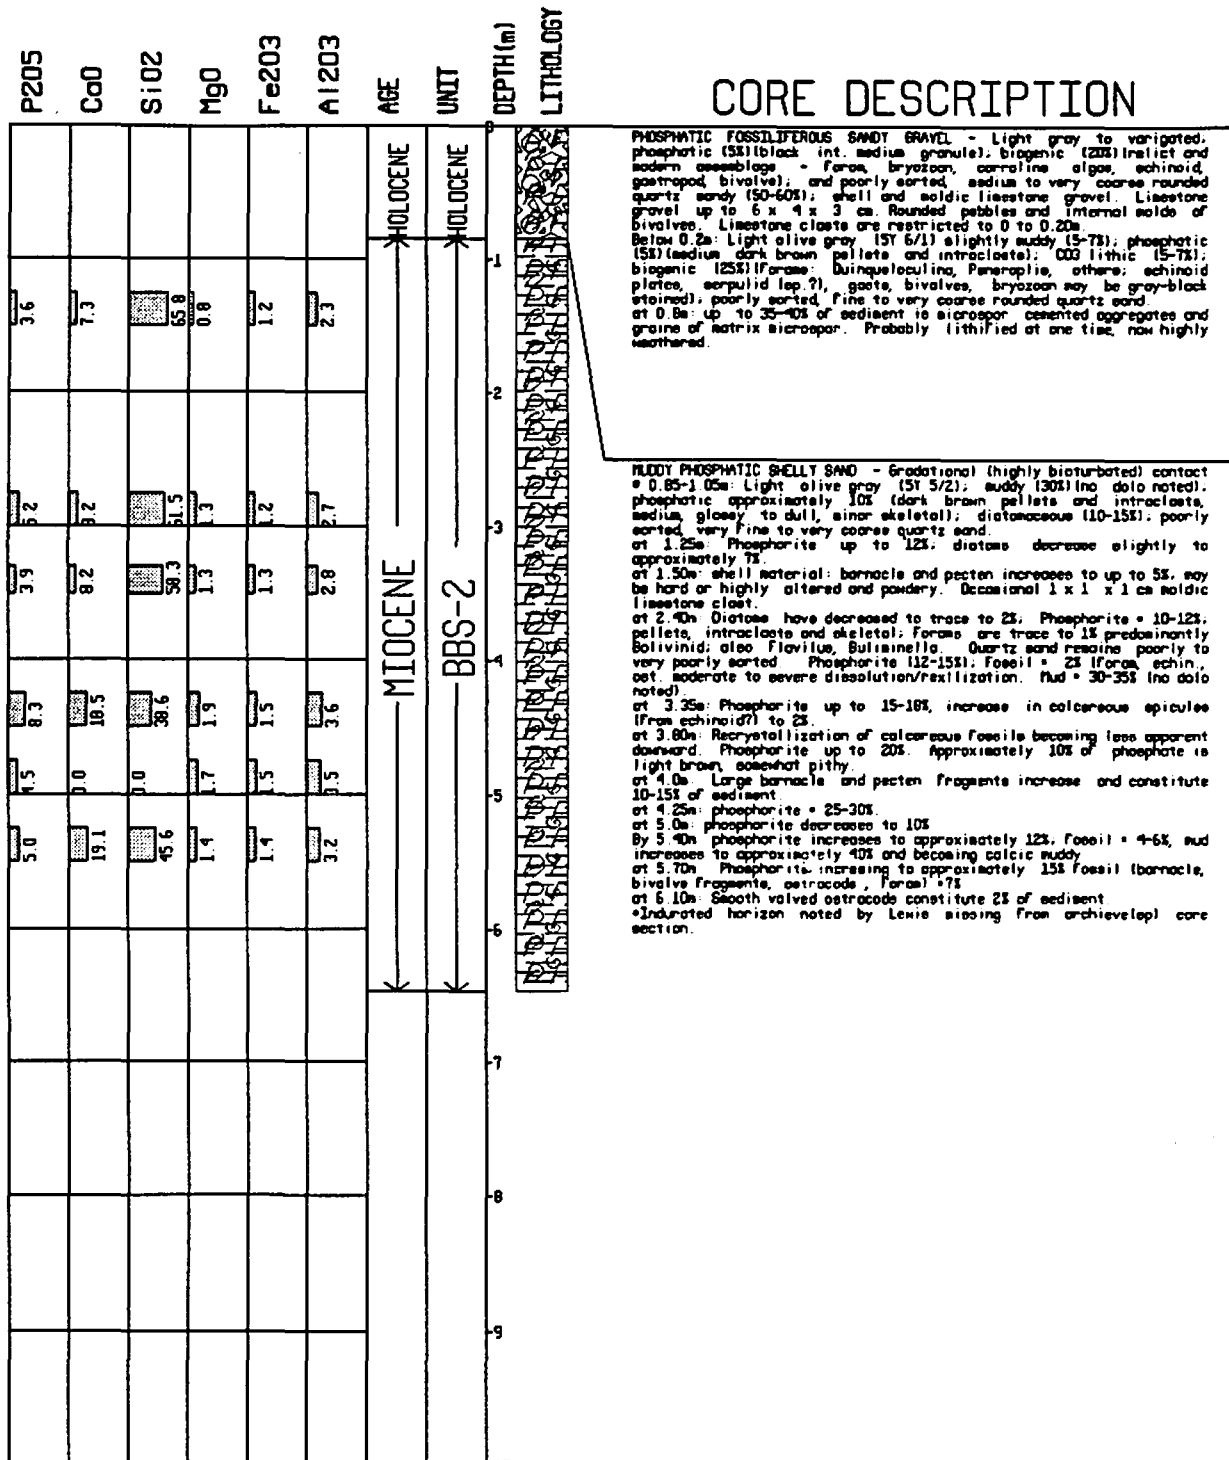 P2O5
CaO
SiO2
MgO
Fe2O3
Al2O3
AGE
UNIT
DEPTH(m)
LITHOLOGY
CORE DESCRIPTION
HOLOCENE
HOLOCENE
MIOCENE
BBS-2
0
-1
-2
-3
-4
-5
-6
-7
-8
-9
3.6 7.3 65.8 0.8 1.2 2.3
5.2 9.2 61.5 1.3 1.2 2.7
3.9 8.2 58.3 1.3 1.3 2.8
8.3 18.5 38.6 1.9 1.5 3.6
4.5 0.0 0.0 1.7 1.5 3.5
5.0 19.1 45.6 1.4 1.4 3.2
PHOSPHATIC FOSSILIFEROUS SANDY GRAVEL - Light gray to varigated;
phosphatic (5%)(black int. medium granule); biogenic (20%)(relict and
modern assemblage - foram, bryozoan, corraline algae, echinoid,
gastropod, bivalve); and poorly sorted, medium to very coarse rounded
quartz sandy (50-60%); shell and moldic limestone gravel. Limestone
gravel up to 6 x 4 x 3 cm. Rounded pebbles and internal molds of
bivalves. Limestone clasts are restricted to 0 to 0.20m.
Below 0.2m: Light olive gray (5Y 6/1) slightly muddy (5-7%); phosphatic
(5%)(medium dark brown pellets and intraclasts); CO3 lithic (5-7%);
biogenic (25%)(Forams: Quinqueloculina, Peneroplis, others; echinoid
plates, serpulid (sp.?), gasts, bivalves, bryozoan may be gray-black
stained); poorly sorted, fine to very coarse rounded quartz sand.
at 0.8m: up to 35-40% of sediment is microspar cemented aggregates and
grains of matrix microspar. Probably lithified at one time, now highly
weathered.
MUDDY PHOSPHATIC SHELLY SAND - Gradational (highly bioturbated) contact
= 0.85-1.05m: Light olive gray (5Y 5/2); muddy (30%)(no dolo noted);
phosphatic approximately 10% (dark brown pellets and intraclasts,
medium, glossy to dull, minor skeletal); diatomaceous (10-15%); poorly
sorted, very fine to very coarse quartz sand.
at 1.25m: Phosphorite up to 12%; diatoms decrease slightly to
approximately 7%.
at 1.50m: shell material: barnacle and pecten increases to up to 5%, may
be hard or highly altered and powdery. Occasional 1 x 1 x 1 cm moldic
limestone clast.
at 2.40m: Diatoms have decreased to trace to 2%; Phosphorite = 10-12%;
pellets, intraclasts and skeletal; Forams are trace to 1% predominantly
Bolivinid; also Flovilus, Buliminella. Quartz sand remains poorly to
very poorly sorted. Phosphorite (12-15%); Fossil = 2% (foram, echin.,
ost. moderate to severe dissolution/rexllization. Mud = 30-35% (no dolo
noted).
at 3.35m: Phosphorite up to 15-18%, increase in calcareous spicules
(from echinoid?) to 2%.
at 3.80m: Recrystallization of calcareous fossils becoming less apparent
downward. Phosphorite up to 20%. Approximately 10% of phosphate is
light brown, somewhat pithy.
at 4.0m: Large barnacle and pecten fragments increase and constitute
10-15% of sediment.
at 4.25m: phosphorite = 25-30%.
at 5.0m: phosphorite decreases to 10%
By 5.40m phosphorite increases to approximately 12%; fossil = 4-6%, mud
increases to approximately 40% and becoming calcic muddy
at 5.70m Phosphorite increasing to approximately 15% fossil (barnacle,
bivalve fragments, ostracode, foram) =7%
at 6.10m: Smooth valved ostracode constitute 2% of sediment.
*Indurated horizon noted by Lewis missing from archieve(sp) core
section.